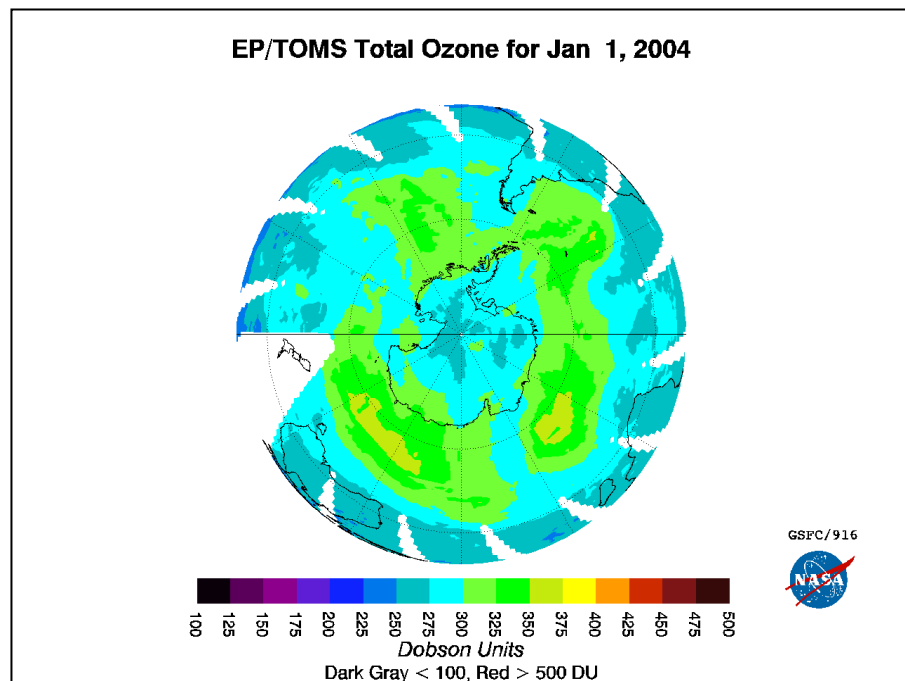 EP/TOMS Total Ozone for Jan  1, 2004
GSFC/916
NASA
100 125 150 175 200 225 250 275 300 325 350 375 400 425 450 475 500
Dobson Units
Dark Gray < 100, Red > 500 DU